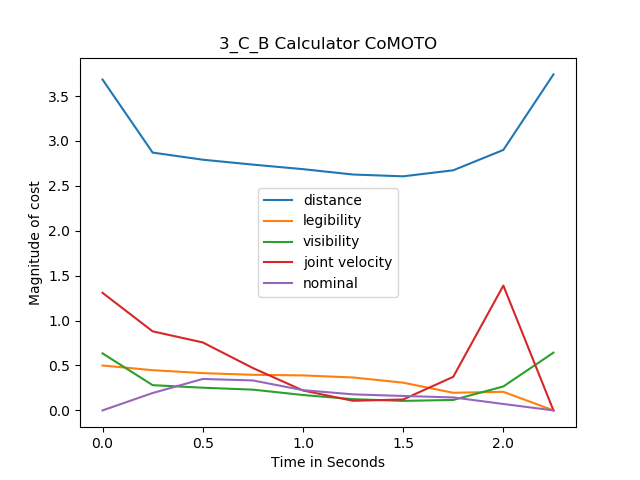 3_C_B Calculator CoMOTO
Magnitude of cost
3.5
3.0
2.5
2.0
1.5
1.0
0.5
0.0
distance
legibility
visibility
joint velocity
nominal
0.0 0.5 1.0 1.5 2.0
Time in Seconds